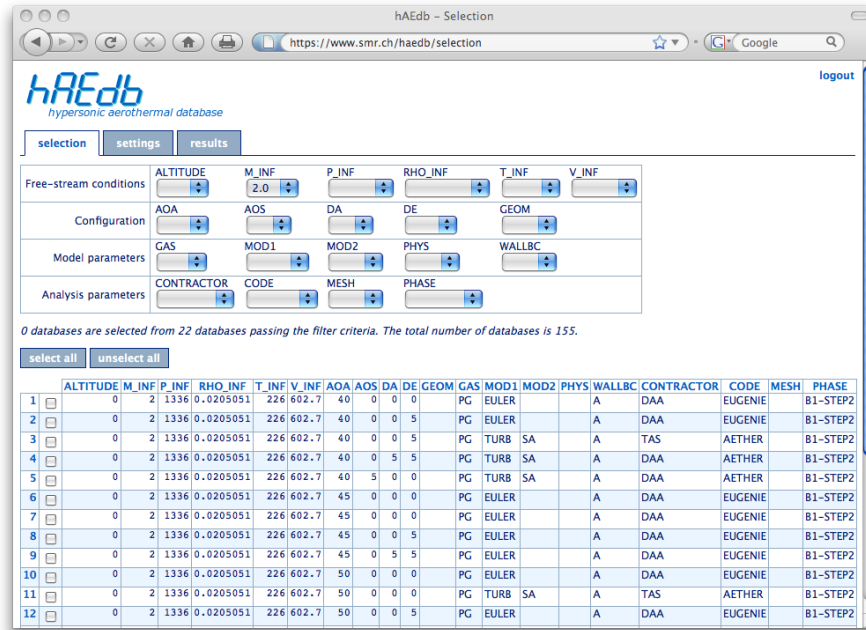 hAEdb – Selection
https://www.smr.ch/haedb/selection
Google
logout
hAEdb
hypersonic aerothermal database
selection settings results
ALTITUDE M_INF P_INF RHO_INF T_INF V_INF
Free-stream conditions 2.0
AOA AOS DA DE GEOM
Configuration
GAS MOD1 MOD2 PHYS WALLBC
Model parameters
CONTRACTOR CODE MESH PHASE
Analysis parameters
0 databases are selected from 22 databases passing the filter criteria. The total number of databases is 155.
select all unselect all
ALTITUDE M_INF P_INF RHO_INF T_INF V_INF AOA AOS DA DE GEOM GAS MOD1 MOD2 PHYS WALLBC CONTRACTOR CODE MESH PHASE
1 0 2 1336 0.0205051 226 602.7 40 0 0 0 PG EULER A DAA EUGENIE B1-STEP2
2 0 2 1336 0.0205051 226 602.7 40 0 0 5 PG EULER A DAA EUGENIE B1-STEP2
3 0 2 1336 0.0205051 226 602.7 40 0 0 0 PG TURB SA A TAS AETHER B1-STEP2
4 0 2 1336 0.0205051 226 602.7 40 0 5 5 PG TURB SA A DAA AETHER B1-STEP2
5 0 2 1336 0.0205051 226 602.7 40 5 0 0 PG TURB SA A DAA AETHER B1-STEP2
6 0 2 1336 0.0205051 226 602.7 45 0 0 0 PG EULER A DAA EUGENIE B1-STEP2
7 0 2 1336 0.0205051 226 602.7 45 0 0 0 PG EULER A DAA EUGENIE B1-STEP2
8 0 2 1336 0.0205051 226 602.7 45 0 0 5 PG EULER A DAA EUGENIE B1-STEP2
9 0 2 1336 0.0205051 226 602.7 45 0 5 5 PG EULER A DAA EUGENIE B1-STEP2
10 0 2 1336 0.0205051 226 602.7 50 0 0 0 PG EULER A DAA EUGENIE B1-STEP2
11 0 2 1336 0.0205051 226 602.7 50 0 0 0 PG TURB SA A TAS AETHER B1-STEP2
12 0 2 1336 0.0205051 226 602.7 50 0 0 5 PG EULER A DAA EUGENIE B1-STEP2